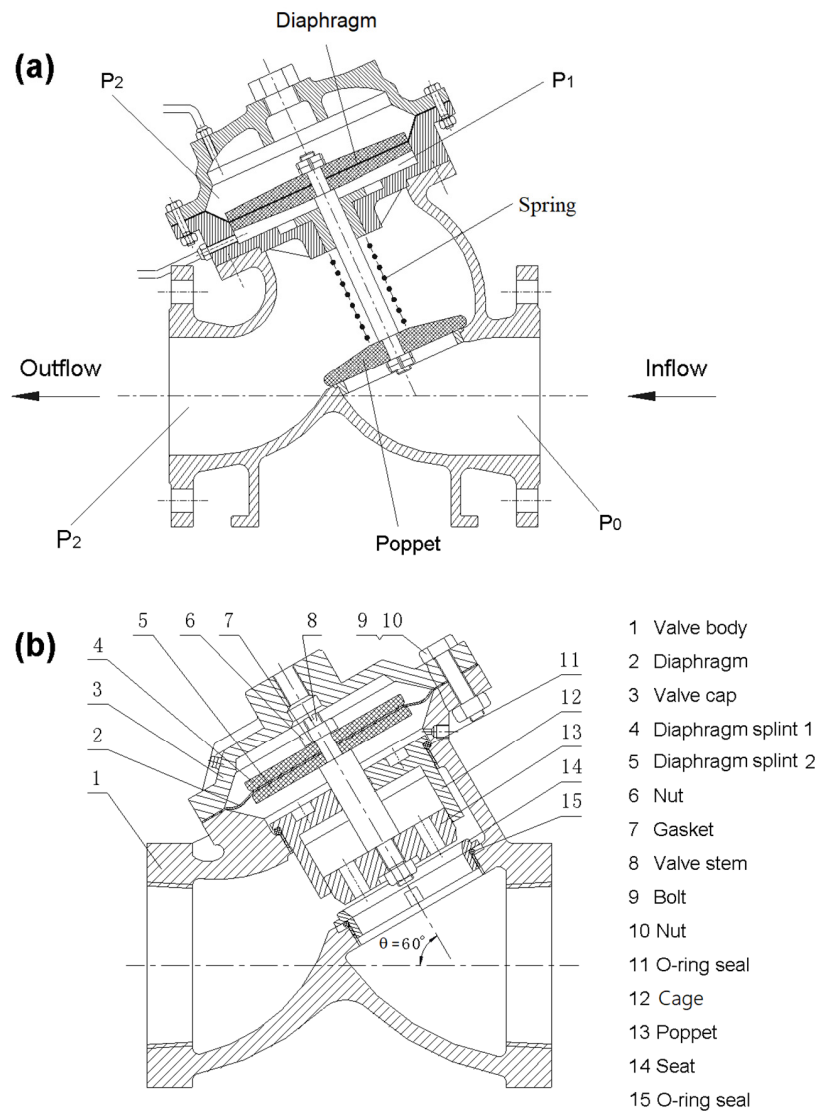 Diaphragm
(a)
P2
P1
Spring
Outflow
Inflow
P2
Poppet
P0
(b)
5 6 7 8 9 10
4
3
2
1
11
12
13
14
15
θ=60°
1 Valve body
2 Diaphragm
3 Valve cap
4 Diaphragm splint 1
5 Diaphragm splint 2
6 Nut
7 Gasket
8 Valve stem
9 Bolt
10 Nut
11 O-ring seal
12 Cage
13 Poppet
14 Seat
15 O-ring seal